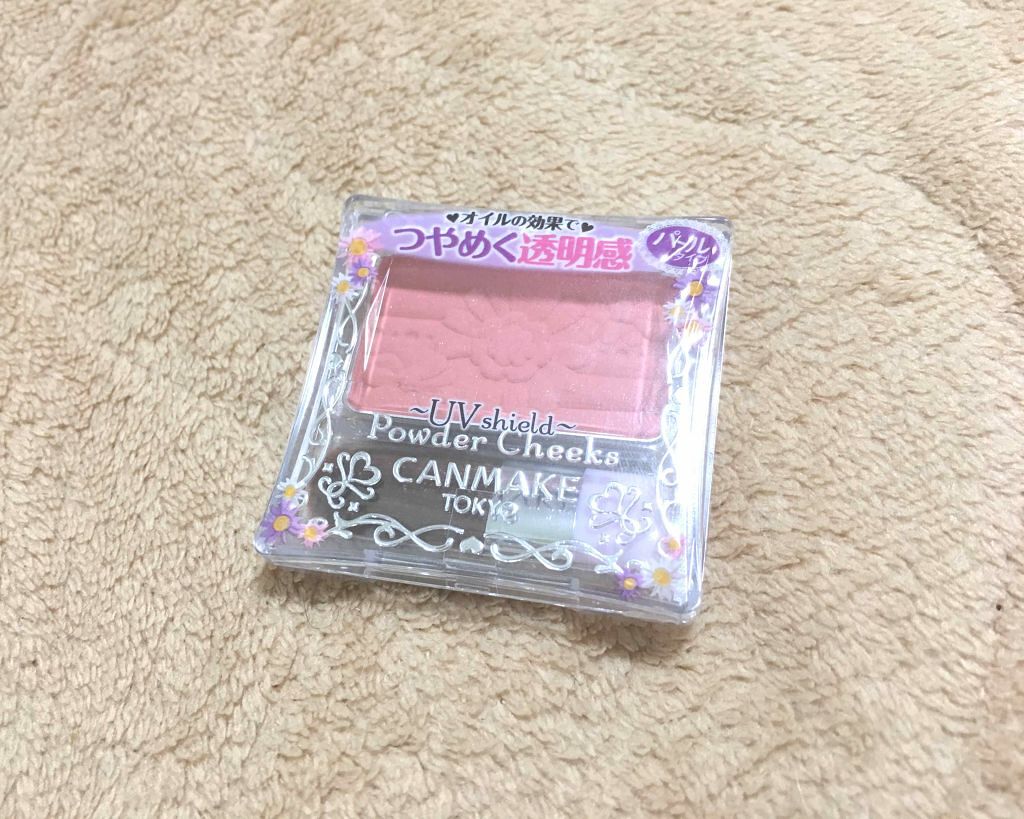 ♥オイルの効果で♥
つやめく透明感
パール
タイプ
~UV shield~
Powder Cheeks
CANMAKE
TOKYO